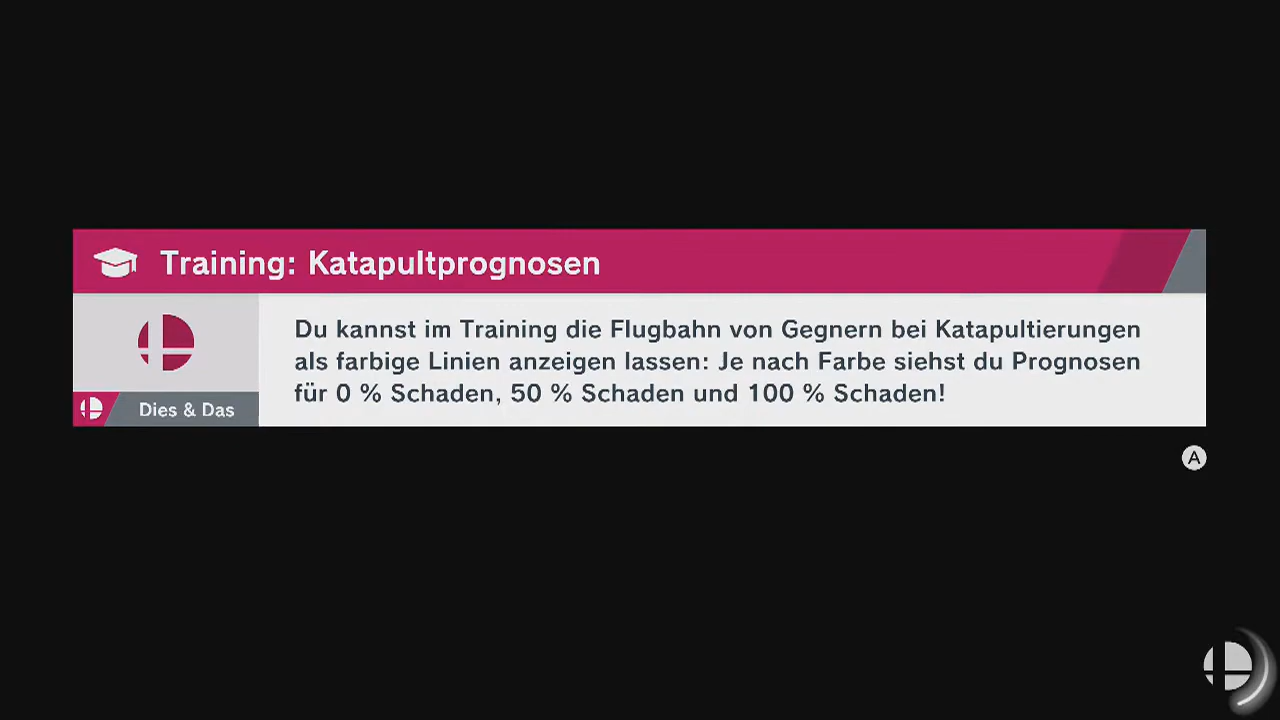 Training: Katapultprognosen
Du kannst im Training die Flugbahn von Gegnern bei Katapultierungen
als farbige Linien anzeigen lassen: Je nach Farbe siehst du Prognosen
für 0 % Schaden, 50 % Schaden und 100 % Schaden!
Dies & Das
A